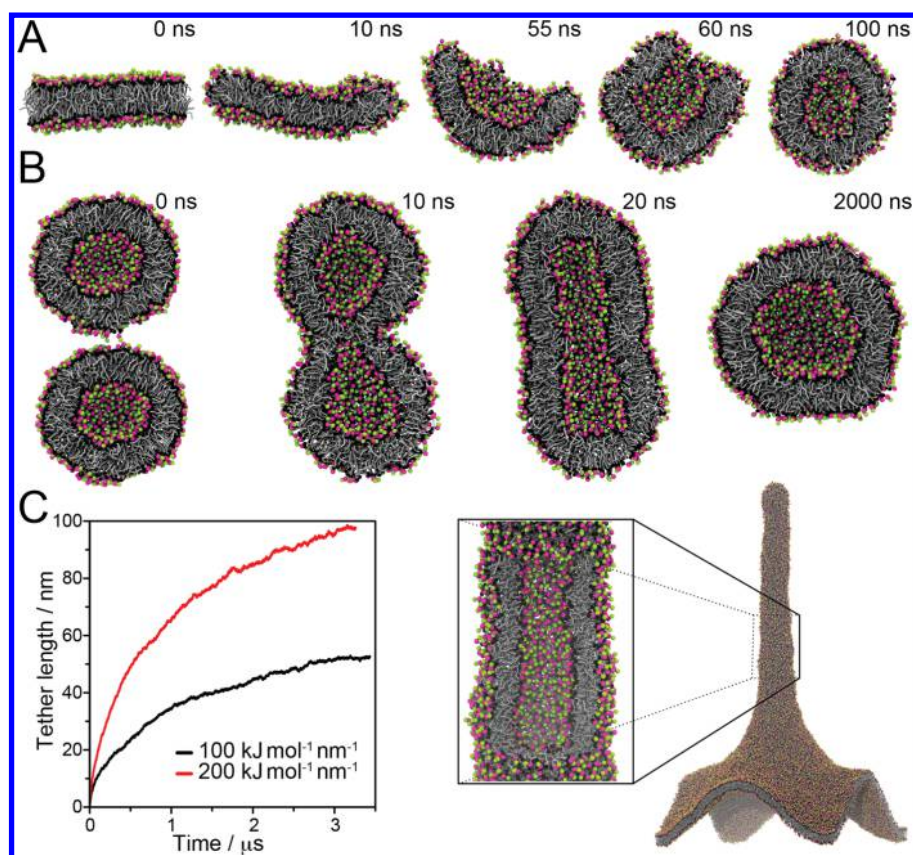 A
0 ns 10 ns 55 ns 60 ns 100 ns
B
0 ns 10 ns 20 ns 2000 ns
C
Tether length / nm
100
80
60
40
20
0
100 kJ mol⁻¹ nm⁻¹
200 kJ mol⁻¹ nm⁻¹
0 1 2 3
Time / μs